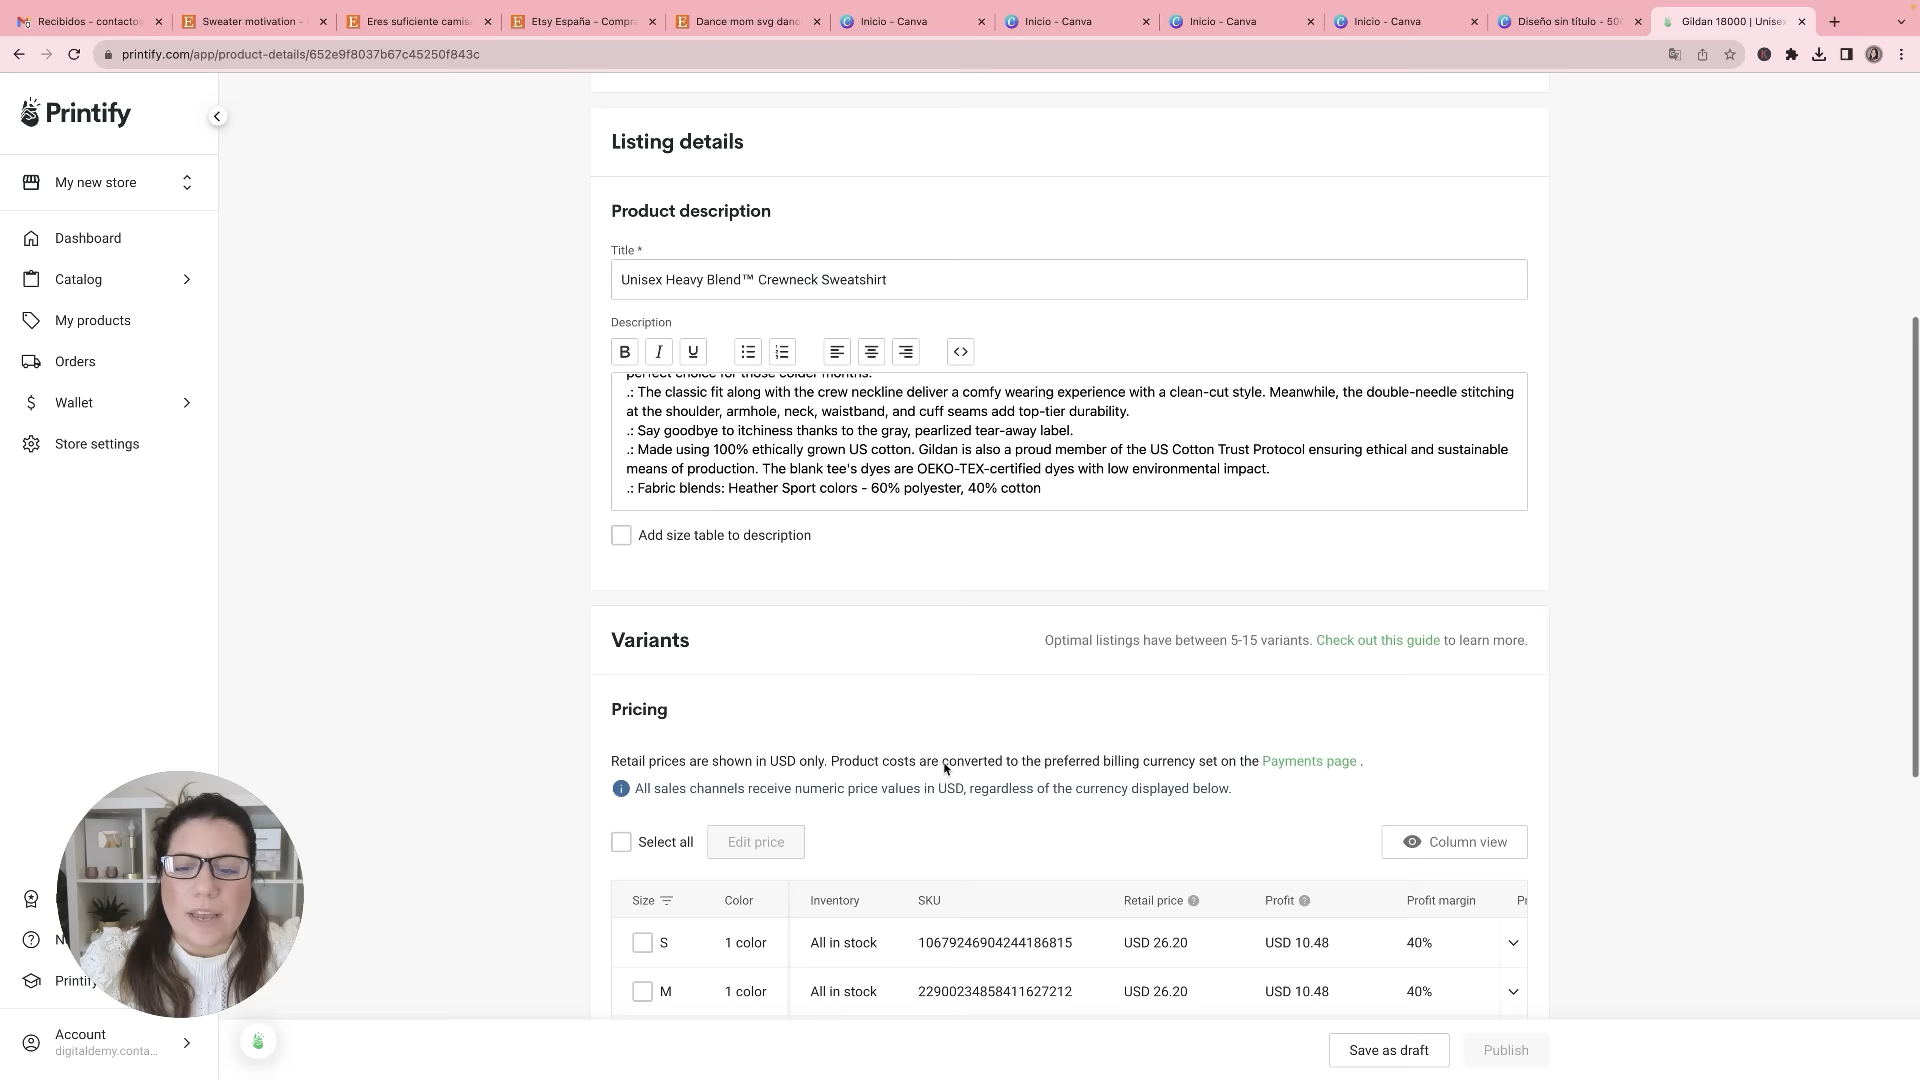 Recibidos - contacto
Sweater motivation -
Eres suficiente camis
Etsy España - Compr
Dance mom svg danc
Inicio - Canva
Inicio - Canva
Inicio - Canva
Inicio - Canva
Diseño sin título - 50
Gildan 18000 | Unise
printify.com/app/product-details/652e9f8037b67c45250f843c
Printify
My new store
Dashboard
Catalog
My products
Orders
Wallet
Store settings
N
Printify
Account
digitaldemy.conta...
Listing details
Product description
Title *
Unisex Heavy Blend™ Crewneck Sweatshirt
Description
B I U
perfect choice for those colder months.
.: The classic fit along with the crew neckline deliver a comfy wearing experience with a clean-cut style. Meanwhile, the double-needle stitching
at the shoulder, armhole, neck, waistband, and cuff seams add top-tier durability.
.: Say goodbye to itchiness thanks to the gray, pearlized tear-away label.
.: Made using 100% ethically grown US cotton. Gildan is also a proud member of the US Cotton Trust Protocol ensuring ethical and sustainable
means of production. The blank tee's dyes are OEKO-TEX-certified dyes with low environmental impact.
.: Fabric blends: Heather Sport colors - 60% polyester, 40% cotton
Add size table to description
Variants
Optimal listings have between 5-15 variants. Check out this guide to learn more.
Pricing
Retail prices are shown in USD only. Product costs are converted to the preferred billing currency set on the Payments page .
All sales channels receive numeric price values in USD, regardless of the currency displayed below.
Select all Edit price Column view
Size Color Inventory SKU Retail price Profit Profit margin Pr
S 1 color All in stock 10679246904244186815 USD 26.20 USD 10.48 40%
M 1 color All in stock 22900234858411627212 USD 26.20 USD 10.48 40%
Save as draft Publish